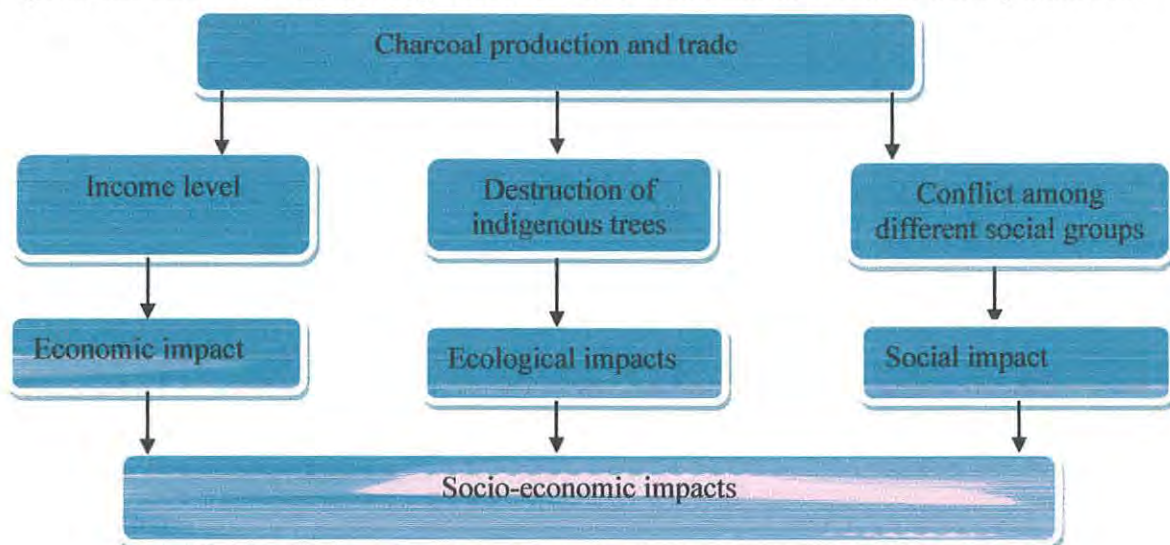 Charcoal production and trade
Income level
Destruction of
indigenous trees
Conflict among
different social groups
Economic impact
Ecological impacts
Social impact
Socio-economic impacts